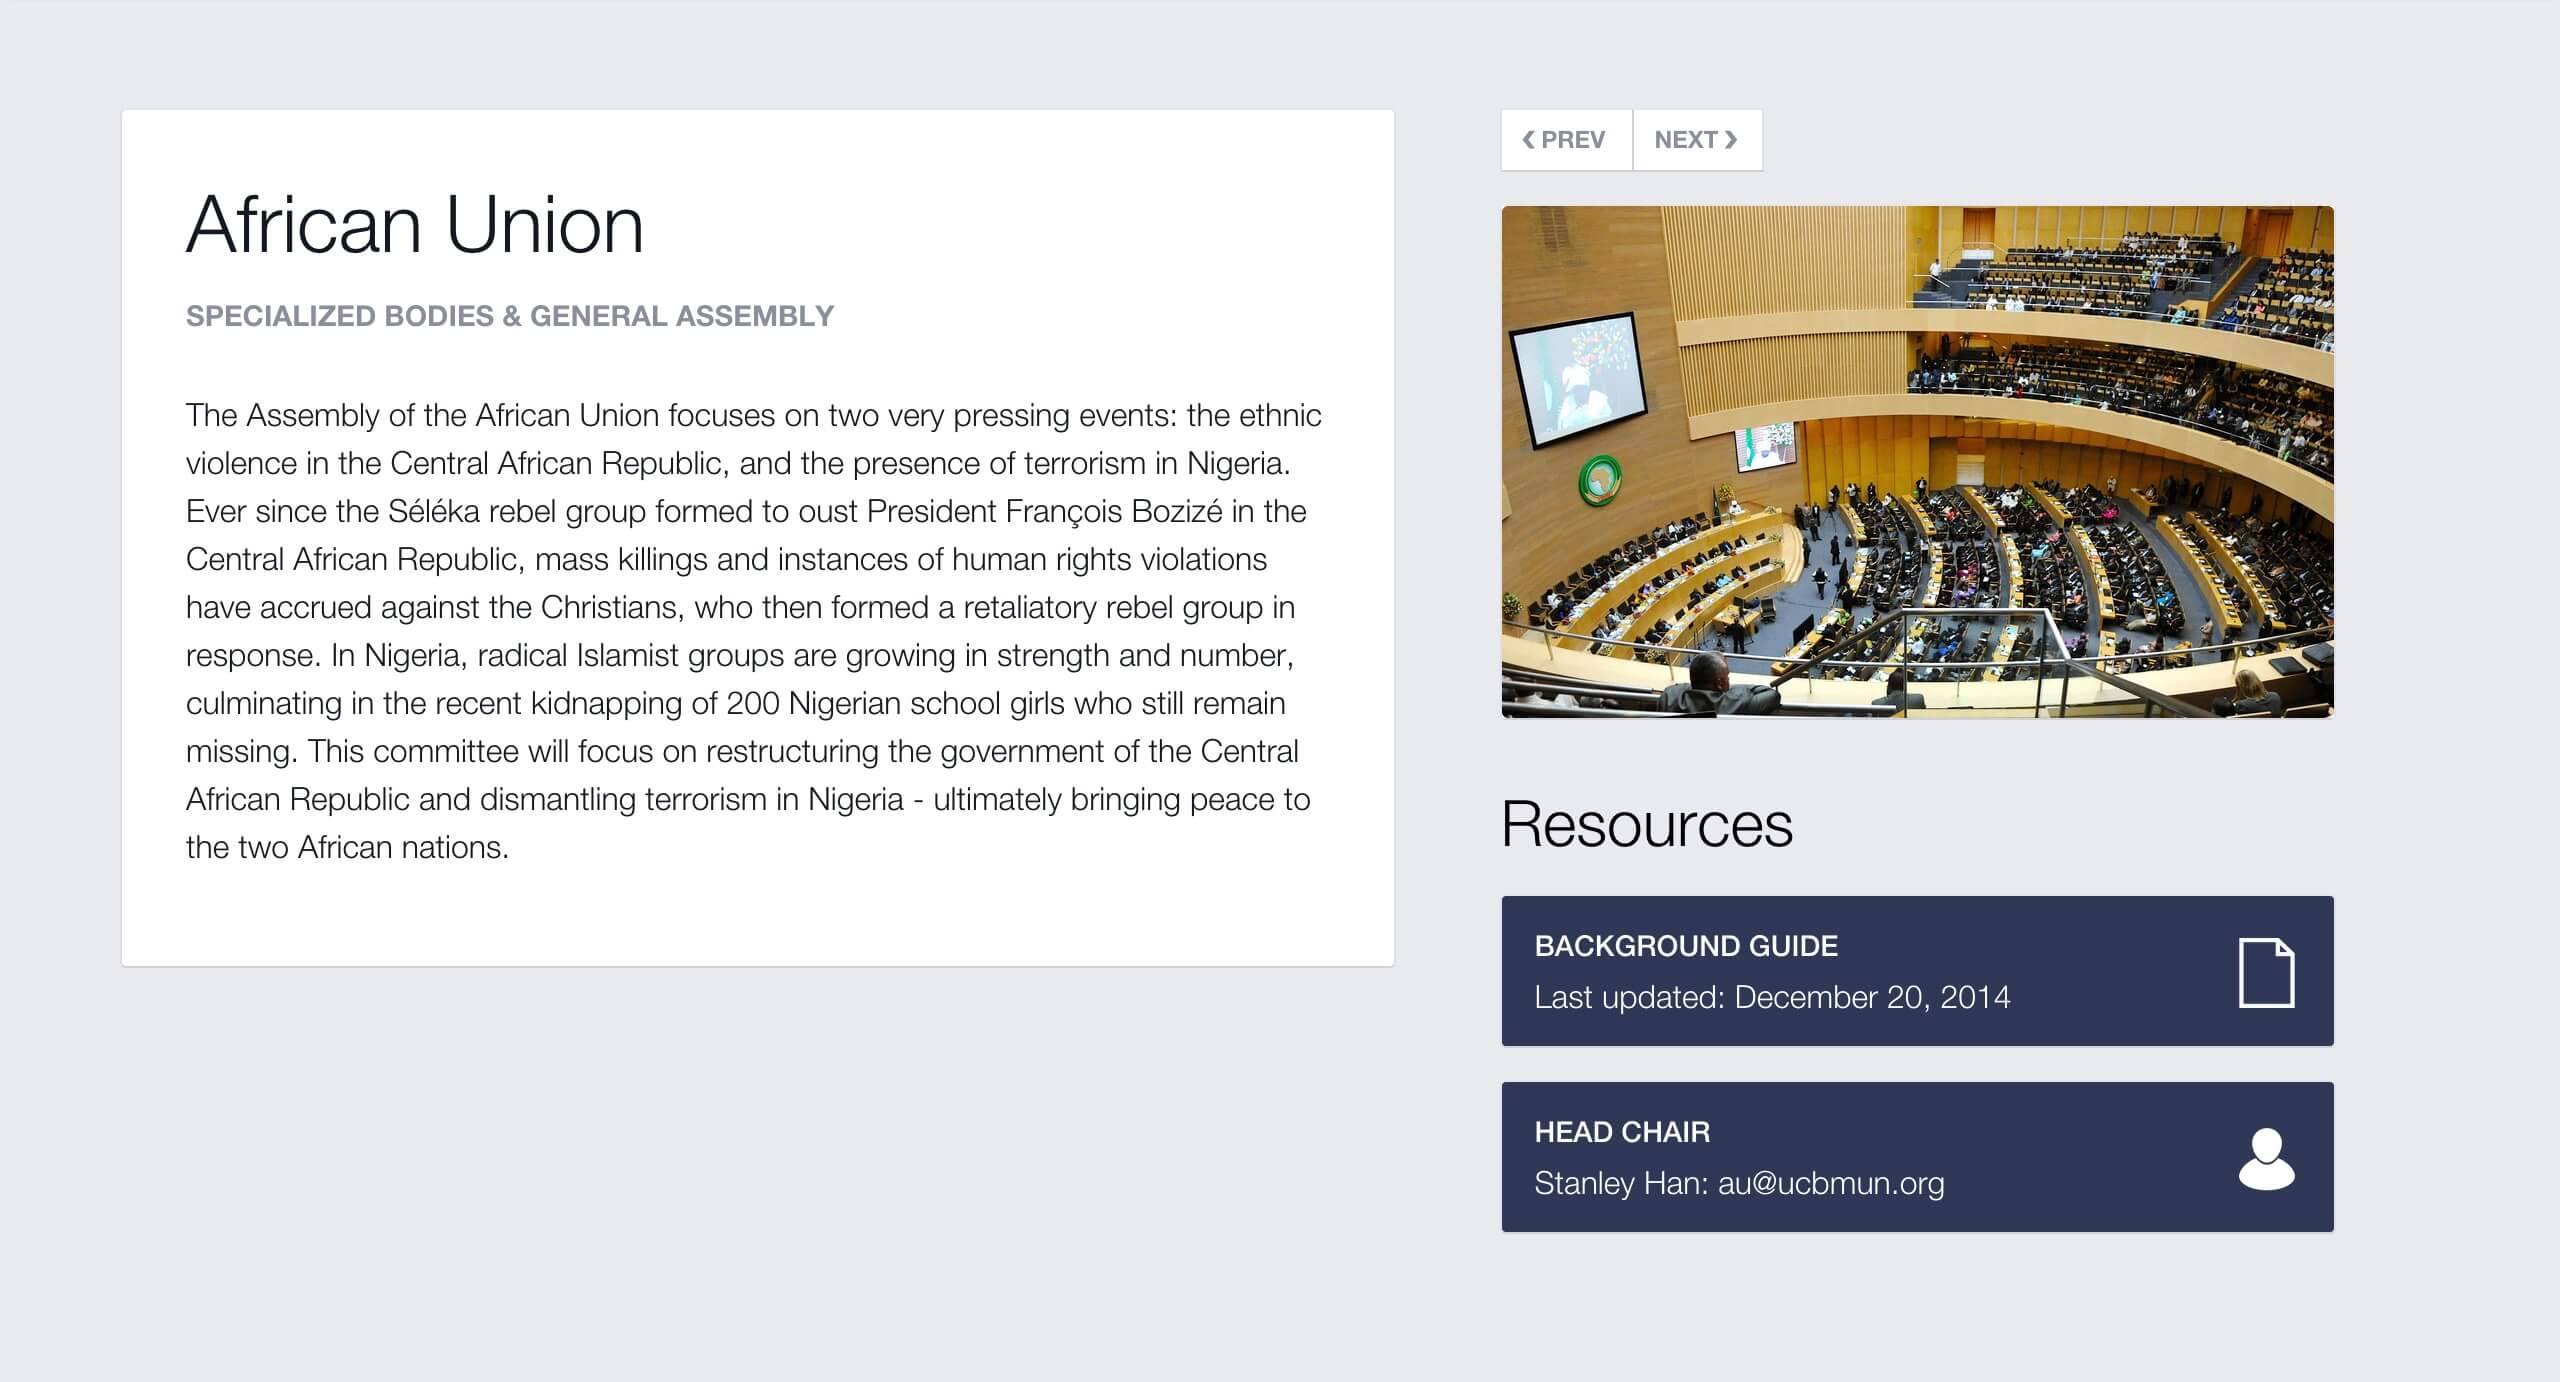 African Union
SPECIALIZED BODIES & GENERAL ASSEMBLY
The Assembly of the African Union focuses on two very pressing events: the ethnic
violence in the Central African Republic, and the presence of terrorism in Nigeria.
Ever since the Séléka rebel group formed to oust President François Bozizé in the
Central African Republic, mass killings and instances of human rights violations
have accrued against the Christians, who then formed a retaliatory rebel group in
response. In Nigeria, radical Islamist groups are growing in strength and number,
culminating in the recent kidnapping of 200 Nigerian school girls who still remain
missing. This committee will focus on restructuring the government of the Central
African Republic and dismantling terrorism in Nigeria - ultimately bringing peace to
the two African nations.
❮ PREV
NEXT ❯
Resources
BACKGROUND GUIDE
Last updated: December 20, 2014
HEAD CHAIR
Stanley Han: au@ucbmun.org